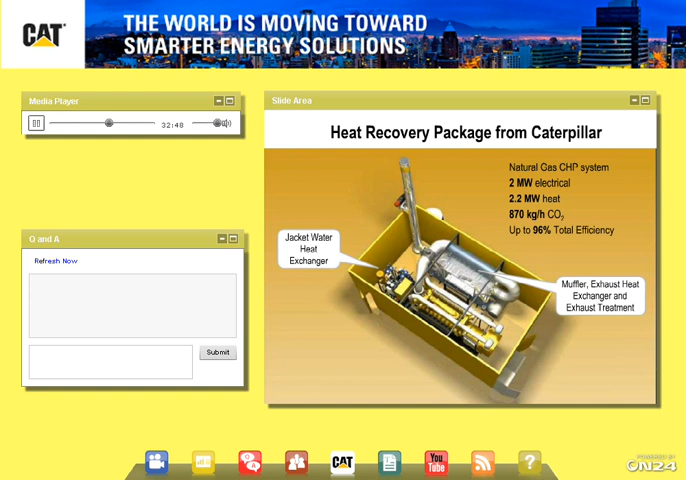 CAT
THE WORLD IS MOVING TOWARD
SMARTER ENERGY SOLUTIONS
Media Player
32:48
Slide Area
Heat Recovery Package from Caterpillar
Natural Gas CHP system
2 MW electrical
2.2 MW heat
870 kg/h CO2
Up to 96% Total Efficiency
Jacket Water
Heat
Exchanger
Muffler, Exhaust Heat
Exchanger and
Exhaust Treatment
Q and A
Refresh Now
Submit
Q
A
CAT
You
Tube
?
POWERED BY
ON24